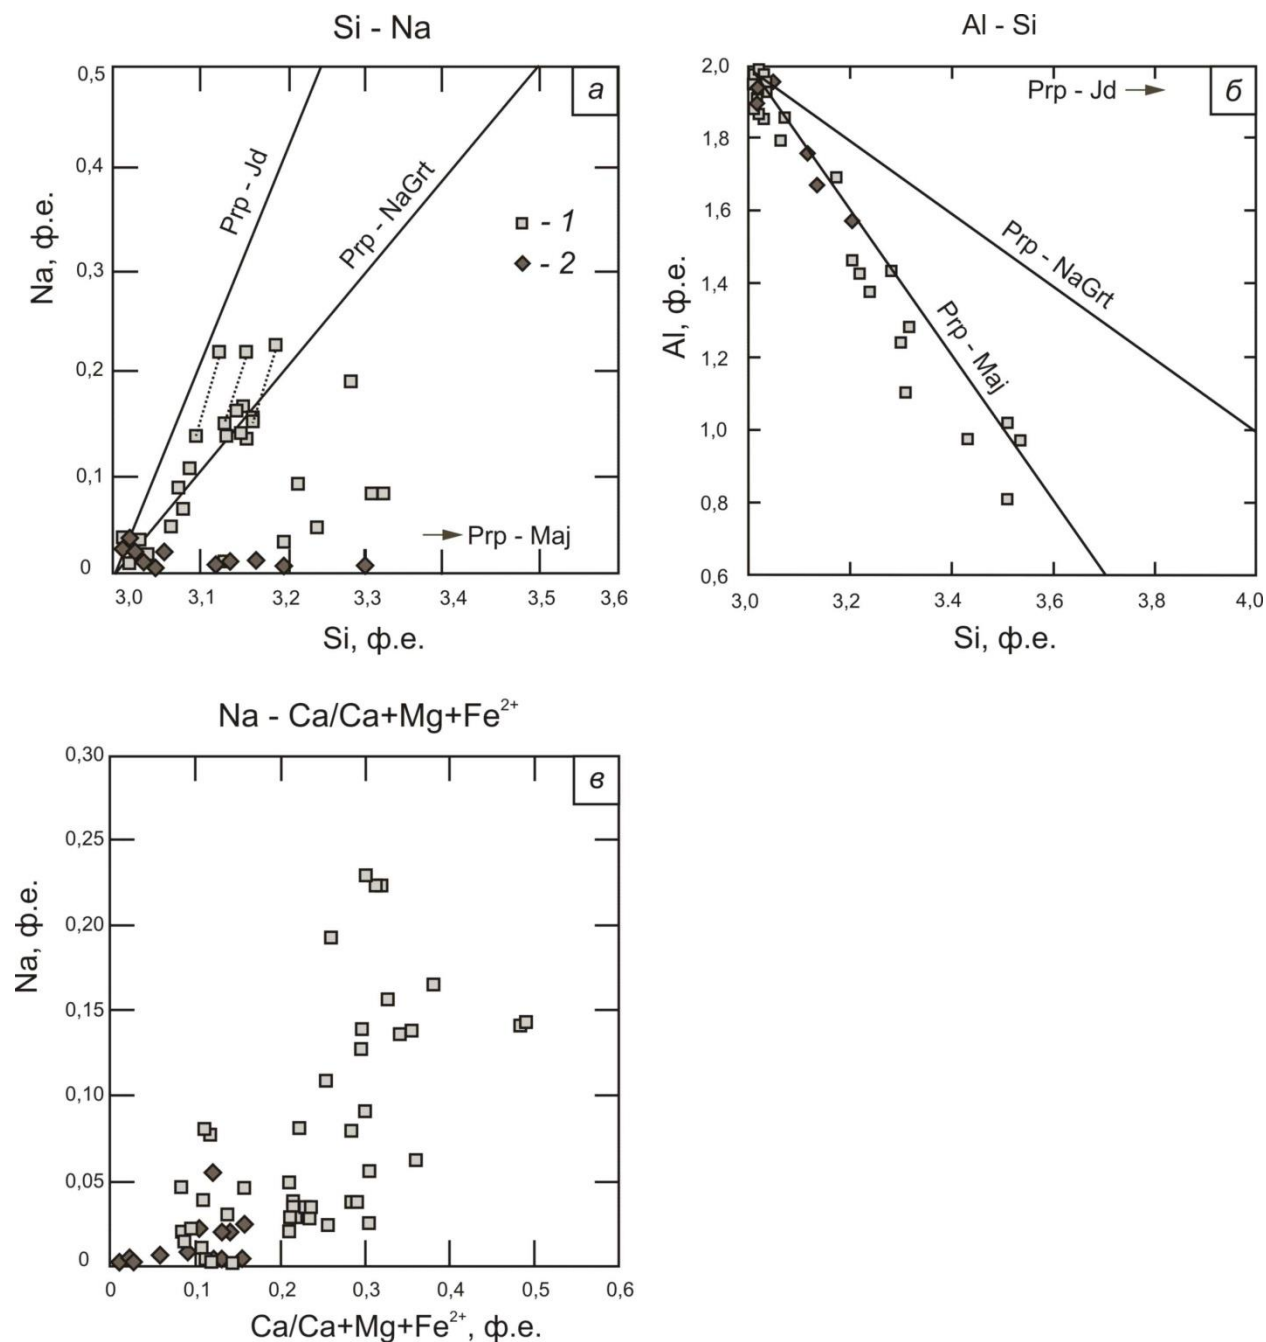 Si - Na
0,5
0,4
0,3
0,2
0,1
0
Na, ф.е.
а
Prp - Jd
Prp - NaGrt
- 1
- 2
Prp - Maj
3,0 3,1 3,2 3,3 3,4 3,5 3,6
Si, ф.е.
Al - Si
2,0
1,8
1,6
1,4
1,2
1,0
0,8
0,6
Al, ф.е.
Prp - Jd
б
Prp - NaGrt
Prp - Maj
3,0 3,2 3.4 3,6 3,8 4,0
Si, ф.е.
Na - Ca/Ca+Mg+Fe²⁺
0,30
0,25
0,20
0,15
0,10
0,05
0
Na, ф.е.
в
0 0,1 0,2 0,3 0,4 0,5 0,6
Ca/Ca+Mg+Fe²⁺, ф.е.